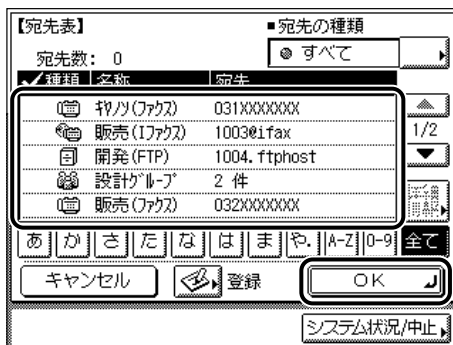 【宛先表】
■宛先の種類
宛先数: 0
すべて
種類 名称 宛先
ｷﾔﾉﾝ(ﾌｧｸｽ) 031XXXXXXX
販売(Iﾌｧｸｽ) 1003@ifax
1/2
開発(FTP) 1004.ftphost
設計ｸﾞﾙｰﾌﾟ 2 件
販売(ﾌｧｸｽ) 032XXXXXXX
あ か さ た な は ま や. A-Z 0-9 全て
キャンセル 登録 OK
システム状況/中止